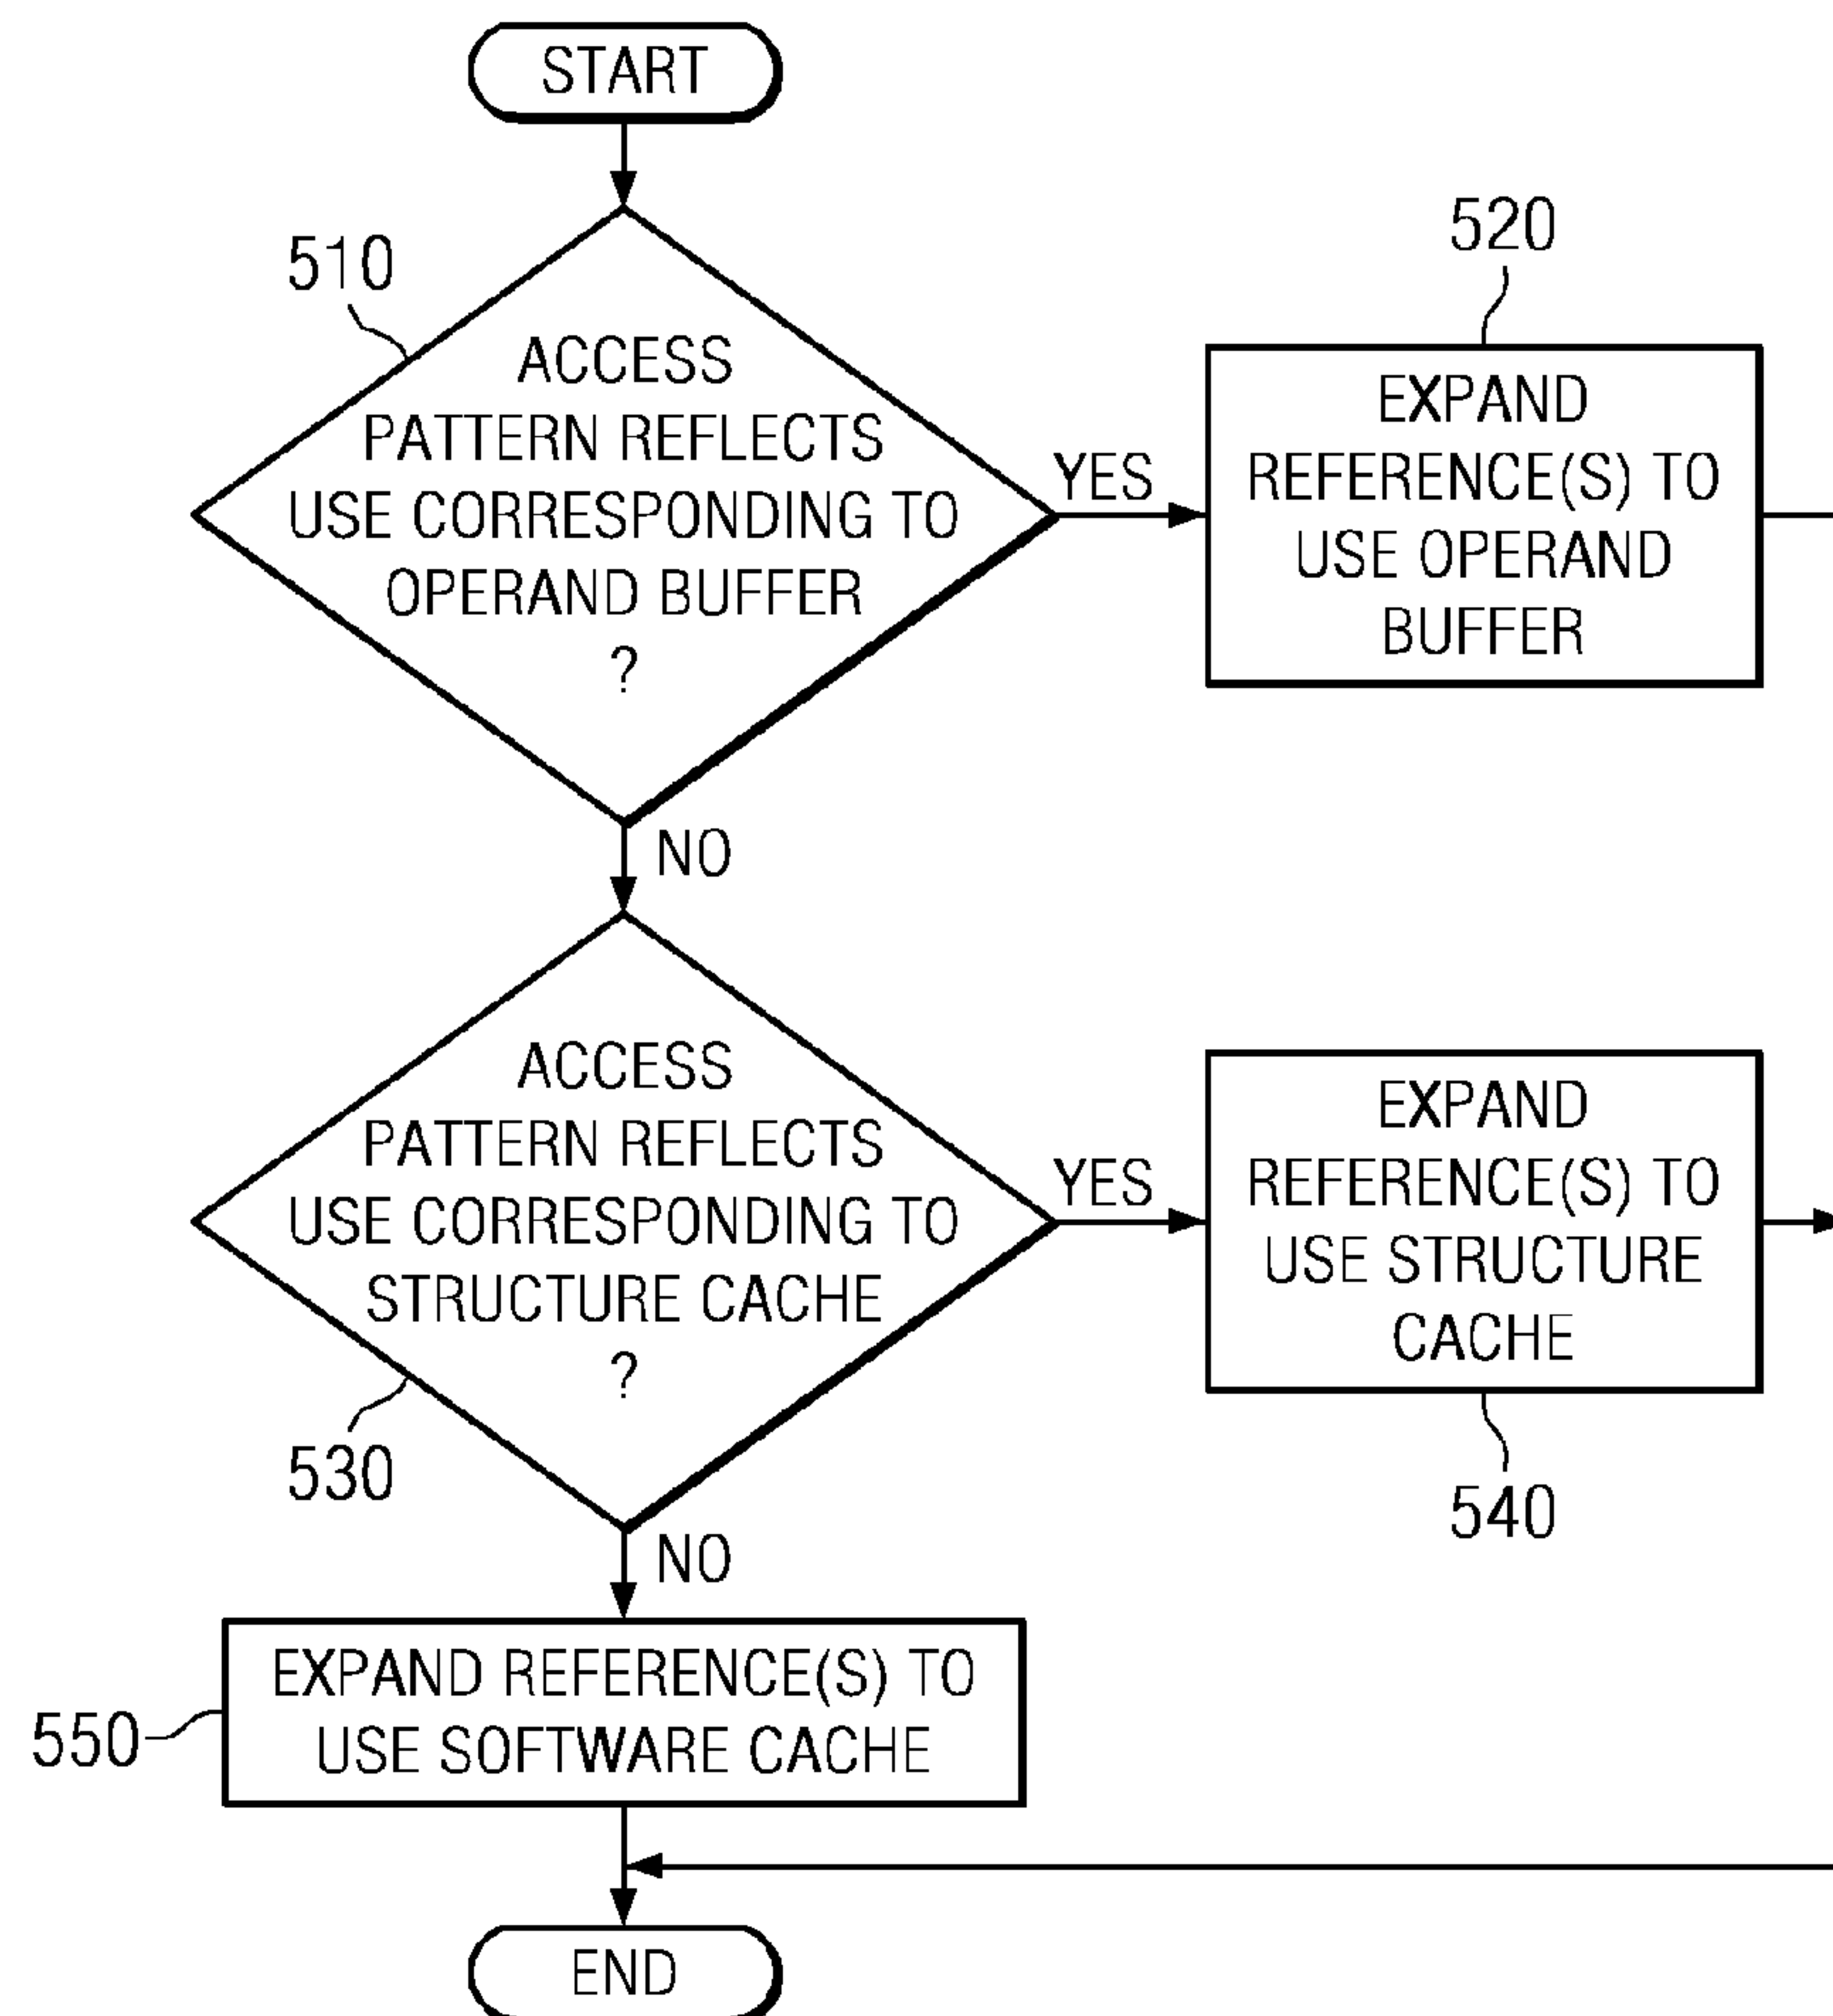 START
510
ACCESS
PATTERN REFLECTS
USE CORRESPONDING TO
OPERAND BUFFER
?
YES
520
EXPAND
REFERENCE(S) TO
USE OPERAND
BUFFER
NO
ACCESS
PATTERN REFLECTS
USE CORRESPONDING TO
STRUCTURE CACHE
?
530
YES
EXPAND
REFERENCE(S) TO
USE STRUCTURE
CACHE
540
NO
EXPAND REFERENCE(S) TO
USE SOFTWARE CACHE
550
END